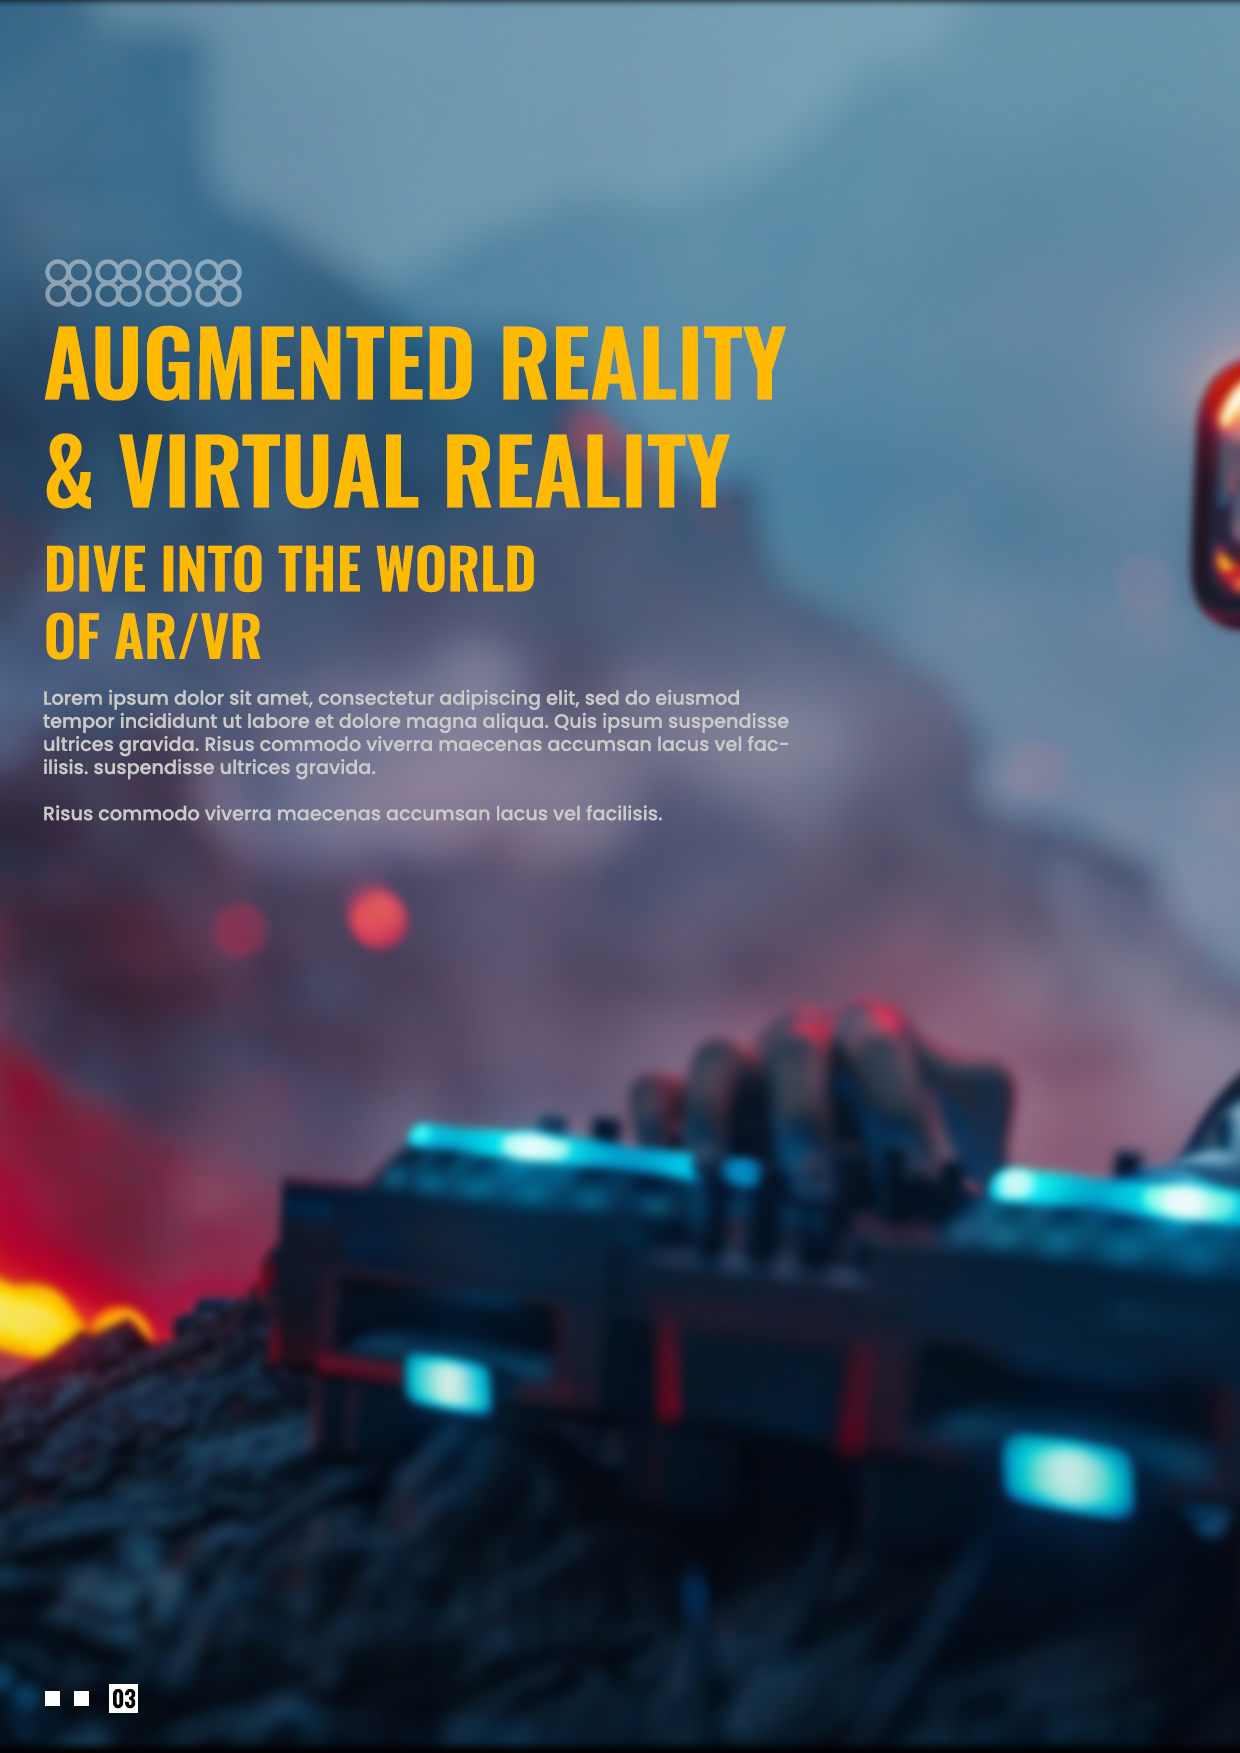 AUGMENTED REALITY
& VIRTUAL REALITY
DIVE INTO THE WORLD
OF AR/VR
Lorem ipsum dolor sit amet, consectetur adipiscing elit, sed do eiusmod
tempor incididunt ut labore et dolore magna aliqua. Quis ipsum suspendisse
ultrices gravida. Risus commodo viverra maecenas accumsan lacus vel fac-
ilisis. suspendisse ultrices gravida.
Risus commodo viverra maecenas accumsan lacus vel facilisis.
03